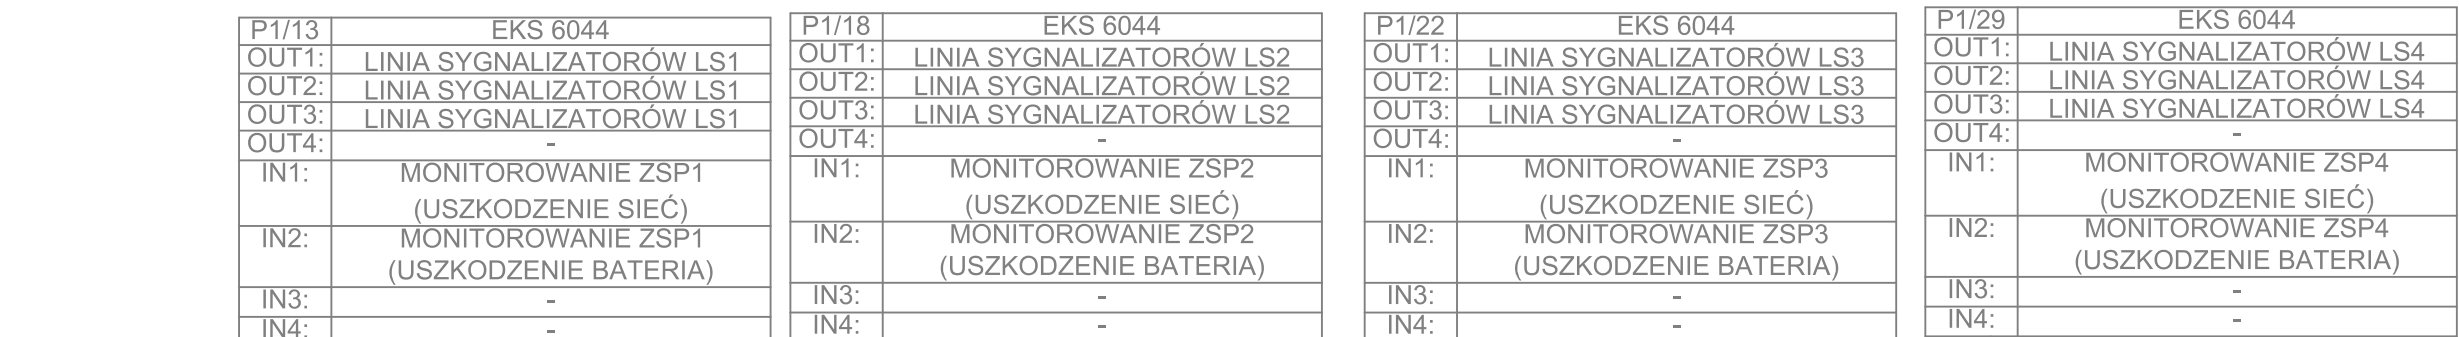 P1/13 EKS 6044
OUT1: LINIA SYGNALIZATORÓW LS1
OUT2: LINIA SYGNALIZATORÓW LS1
OUT3: LINIA SYGNALIZATORÓW LS1
OUT4: -
IN1: MONITOROWANIE ZSP1
(USZKODZENIE SIEĆ)
IN2: MONITOROWANIE ZSP1
(USZKODZENIE BATERIA)
IN3: -
IN4: -
P1/18 EKS 6044
OUT1: LINIA SYGNALIZATORÓW LS2
OUT2: LINIA SYGNALIZATORÓW LS2
OUT3: LINIA SYGNALIZATORÓW LS2
OUT4: -
IN1: MONITOROWANIE ZSP2
(USZKODZENIE SIEĆ)
IN2: MONITOROWANIE ZSP2
(USZKODZENIE BATERIA)
IN3: -
IN4: -
P1/22 EKS 6044
OUT1: LINIA SYGNALIZATORÓW LS3
OUT2: LINIA SYGNALIZATORÓW LS3
OUT3: LINIA SYGNALIZATORÓW LS3
OUT4: -
IN1: MONITOROWANIE ZSP3
(USZKODZENIE SIEĆ)
IN2: MONITOROWANIE ZSP3
(USZKODZENIE BATERIA)
IN3: -
IN4: -
P1/29 EKS 6044
OUT1: LINIA SYGNALIZATORÓW LS4
OUT2: LINIA SYGNALIZATORÓW LS4
OUT3: LINIA SYGNALIZATORÓW LS4
OUT4: -
IN1: MONITOROWANIE ZSP4
(USZKODZENIE SIEĆ)
IN2: MONITOROWANIE ZSP4
(USZKODZENIE BATERIA)
IN3: -
IN4: -